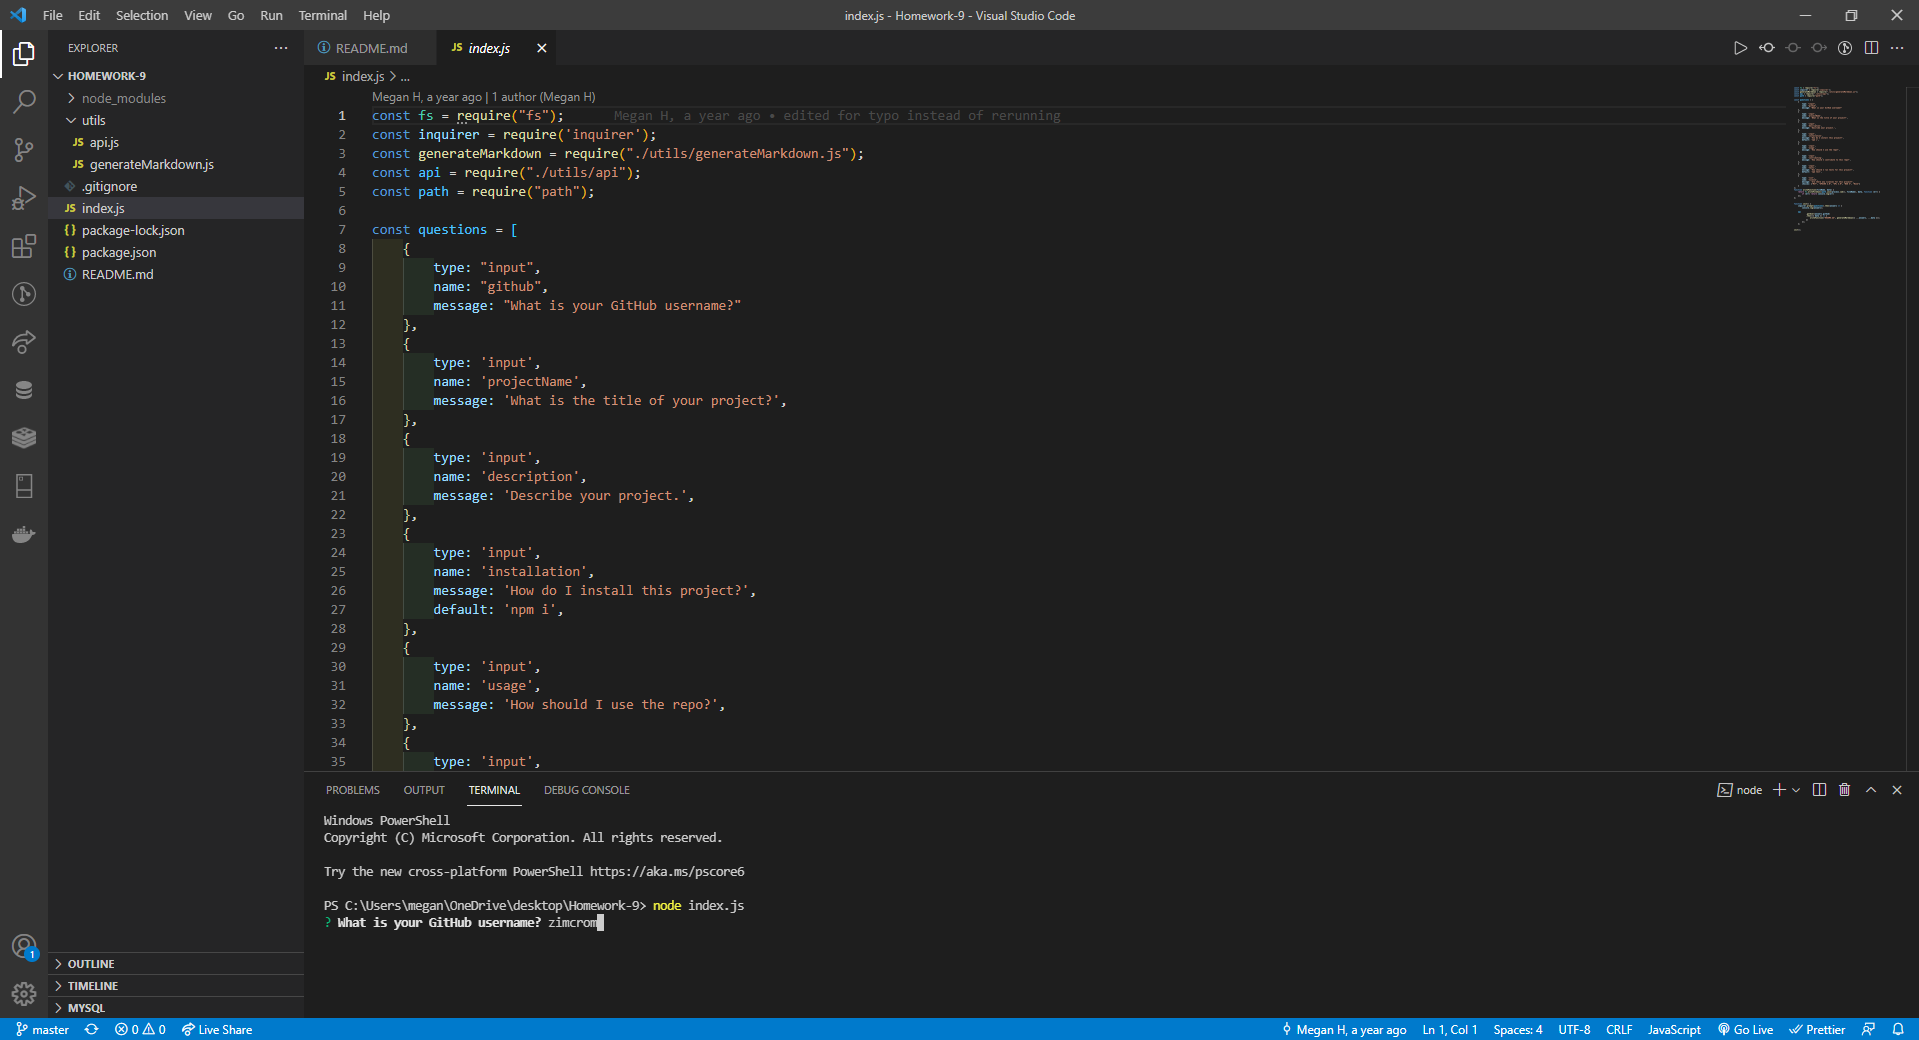 File Edit Selection View Go Run Terminal Help
index.js - Homework-9 - Visual Studio Code
EXPLORER
HOMEWORK-9
node_modules
utils
JS api.js
JS generateMarkdown.js
.gitignore
JS index.js
{} package-lock.json
{} package.json
README.md
OUTLINE
TIMELINE
MYSQL
1
README.md
JS index.js
JS index.js > ...
Megan H, a year ago | 1 author (Megan H)
1 const fs = require("fs"); Megan H, a year ago • edited for typo instead of rerunning
2 const inquirer = require('inquirer');
3 const generateMarkdown = require("./utils/generateMarkdown.js");
4 const api = require("./utils/api");
5 const path = require("path");
6
7 const questions = [
8 {
9 type: "input",
10 name: "github",
11 message: "What is your GitHub username?"
12 },
13 {
14 type: 'input',
15 name: 'projectName',
16 message: 'What is the title of your project?',
17 },
18 {
19 type: 'input',
20 name: 'description',
21 message: 'Describe your project.',
22 },
23 {
24 type: 'input',
25 name: 'installation',
26 message: 'How do I install this project?',
27 default: 'npm i',
28 },
29 {
30 type: 'input',
31 name: 'usage',
32 message: 'How should I use the repo?',
33 },
34 {
35 type: 'input',
PROBLEMS OUTPUT TERMINAL DEBUG CONSOLE
node
Windows PowerShell
Copyright (C) Microsoft Corporation. All rights reserved.
Try the new cross-platform PowerShell https://aka.ms/pscore6
PS C:\Users\megan\OneDrive\desktop\Homework-9> node index.js
? What is your GitHub username? zimcrom
master 0 0 Live Share
Megan H, a year ago Ln 1, Col 1 Spaces: 4 UTF-8 CRLF JavaScript Go Live Prettier